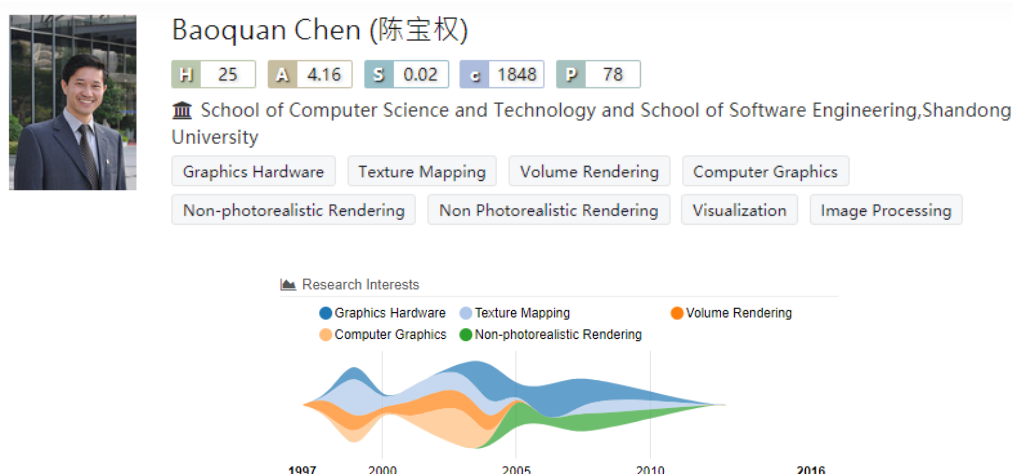 Baoquan Chen (陈宝权)
H 25 A 4.16 S 0.02 c 1848 P 78
School of Computer Science and Technology and School of Software Engineering,Shandong
University
Graphics Hardware Texture Mapping Volume Rendering Computer Graphics
Non-photorealistic Rendering Non Photorealistic Rendering Visualization Image Processing
Research Interests
Graphics Hardware Texture Mapping Volume Rendering
Computer Graphics Non-photorealistic Rendering
1997 2000 2005 2010 2016